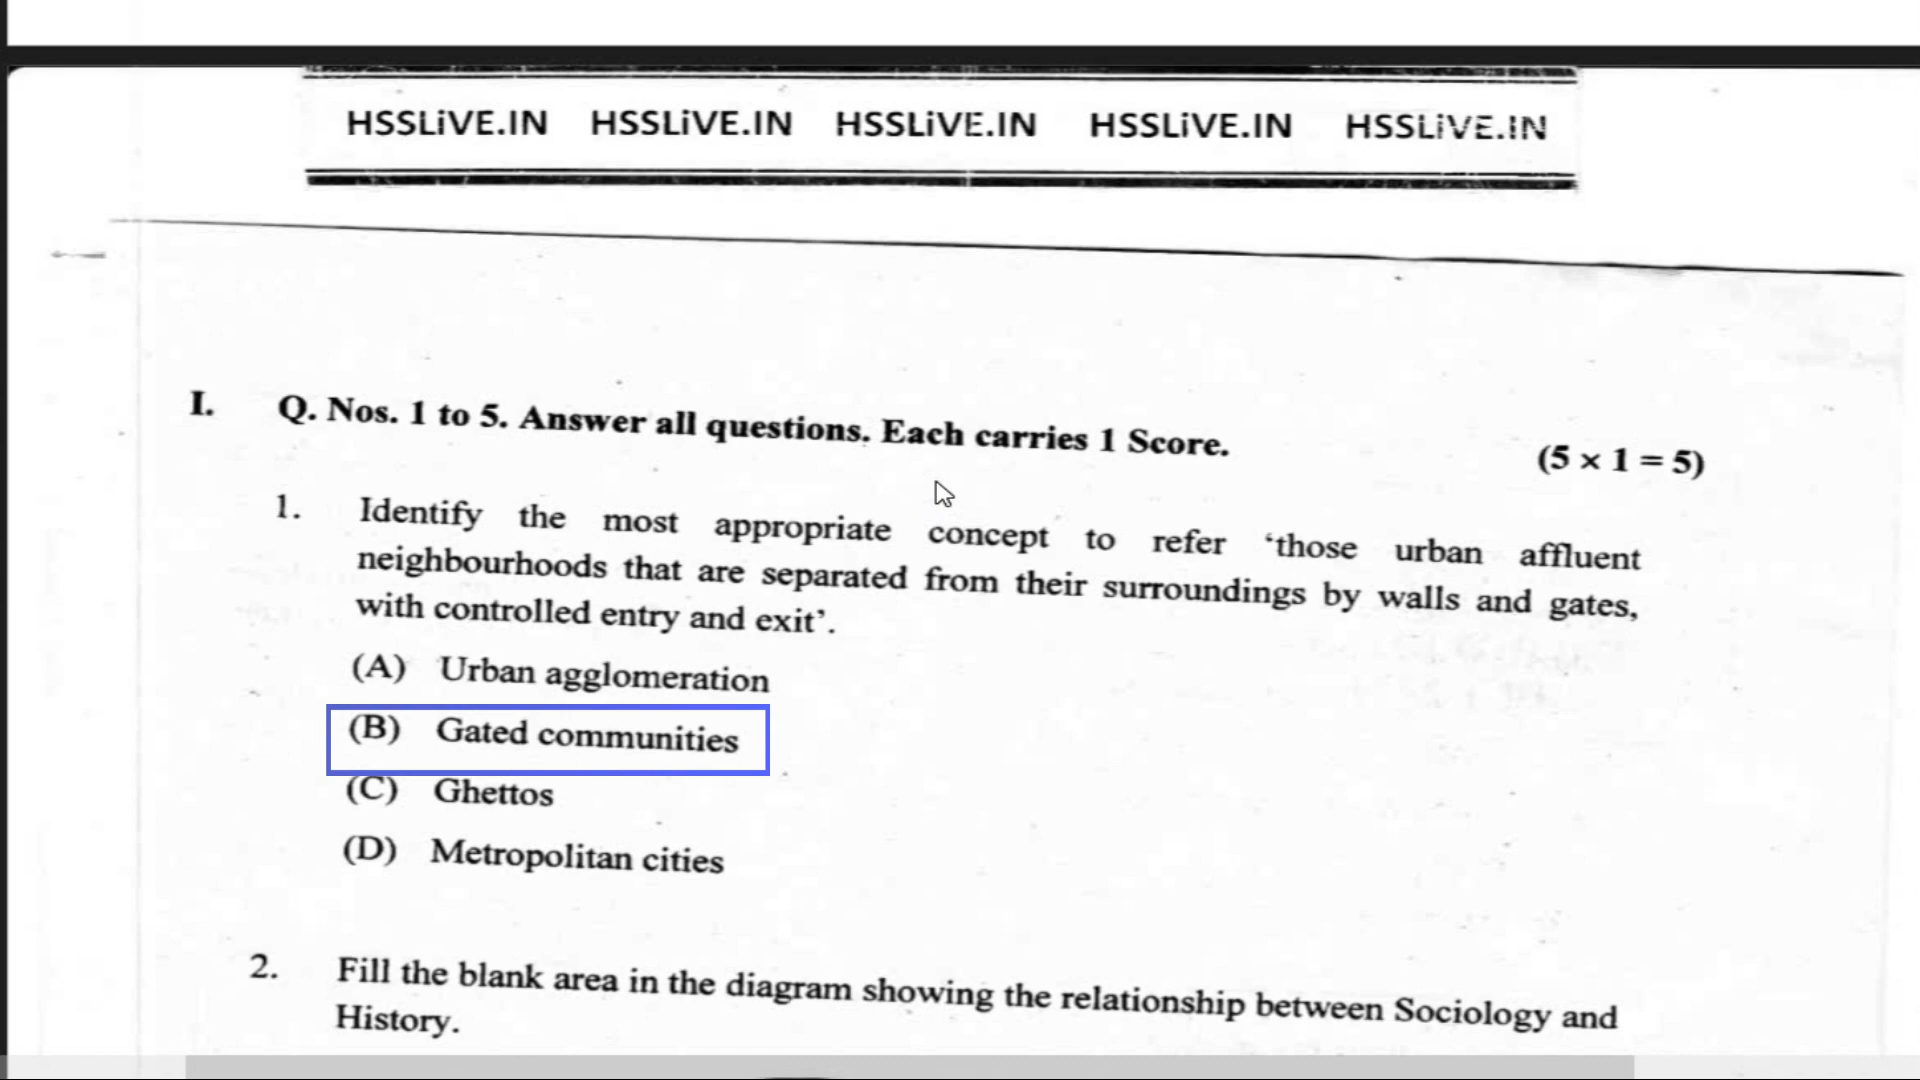 HSSLiVE.IN HSSLiVE.IN HSSLiVE.IN HSSLiVE.IN HSSLiVE.IN
I. Q. Nos. 1 to 5. Answer all questions. Each carries 1 Score. (5 × 1 = 5)
1. Identify the most appropriate concept to refer ‘those urban affluent
neighbourhoods that are separated from their surroundings by walls and gates,
with controlled entry and exit’.
(A) Urban agglomeration
(B) Gated communities
(C) Ghettos
(D) Metropolitan cities
2. Fill the blank area in the diagram showing the relationship between Sociology and
History.